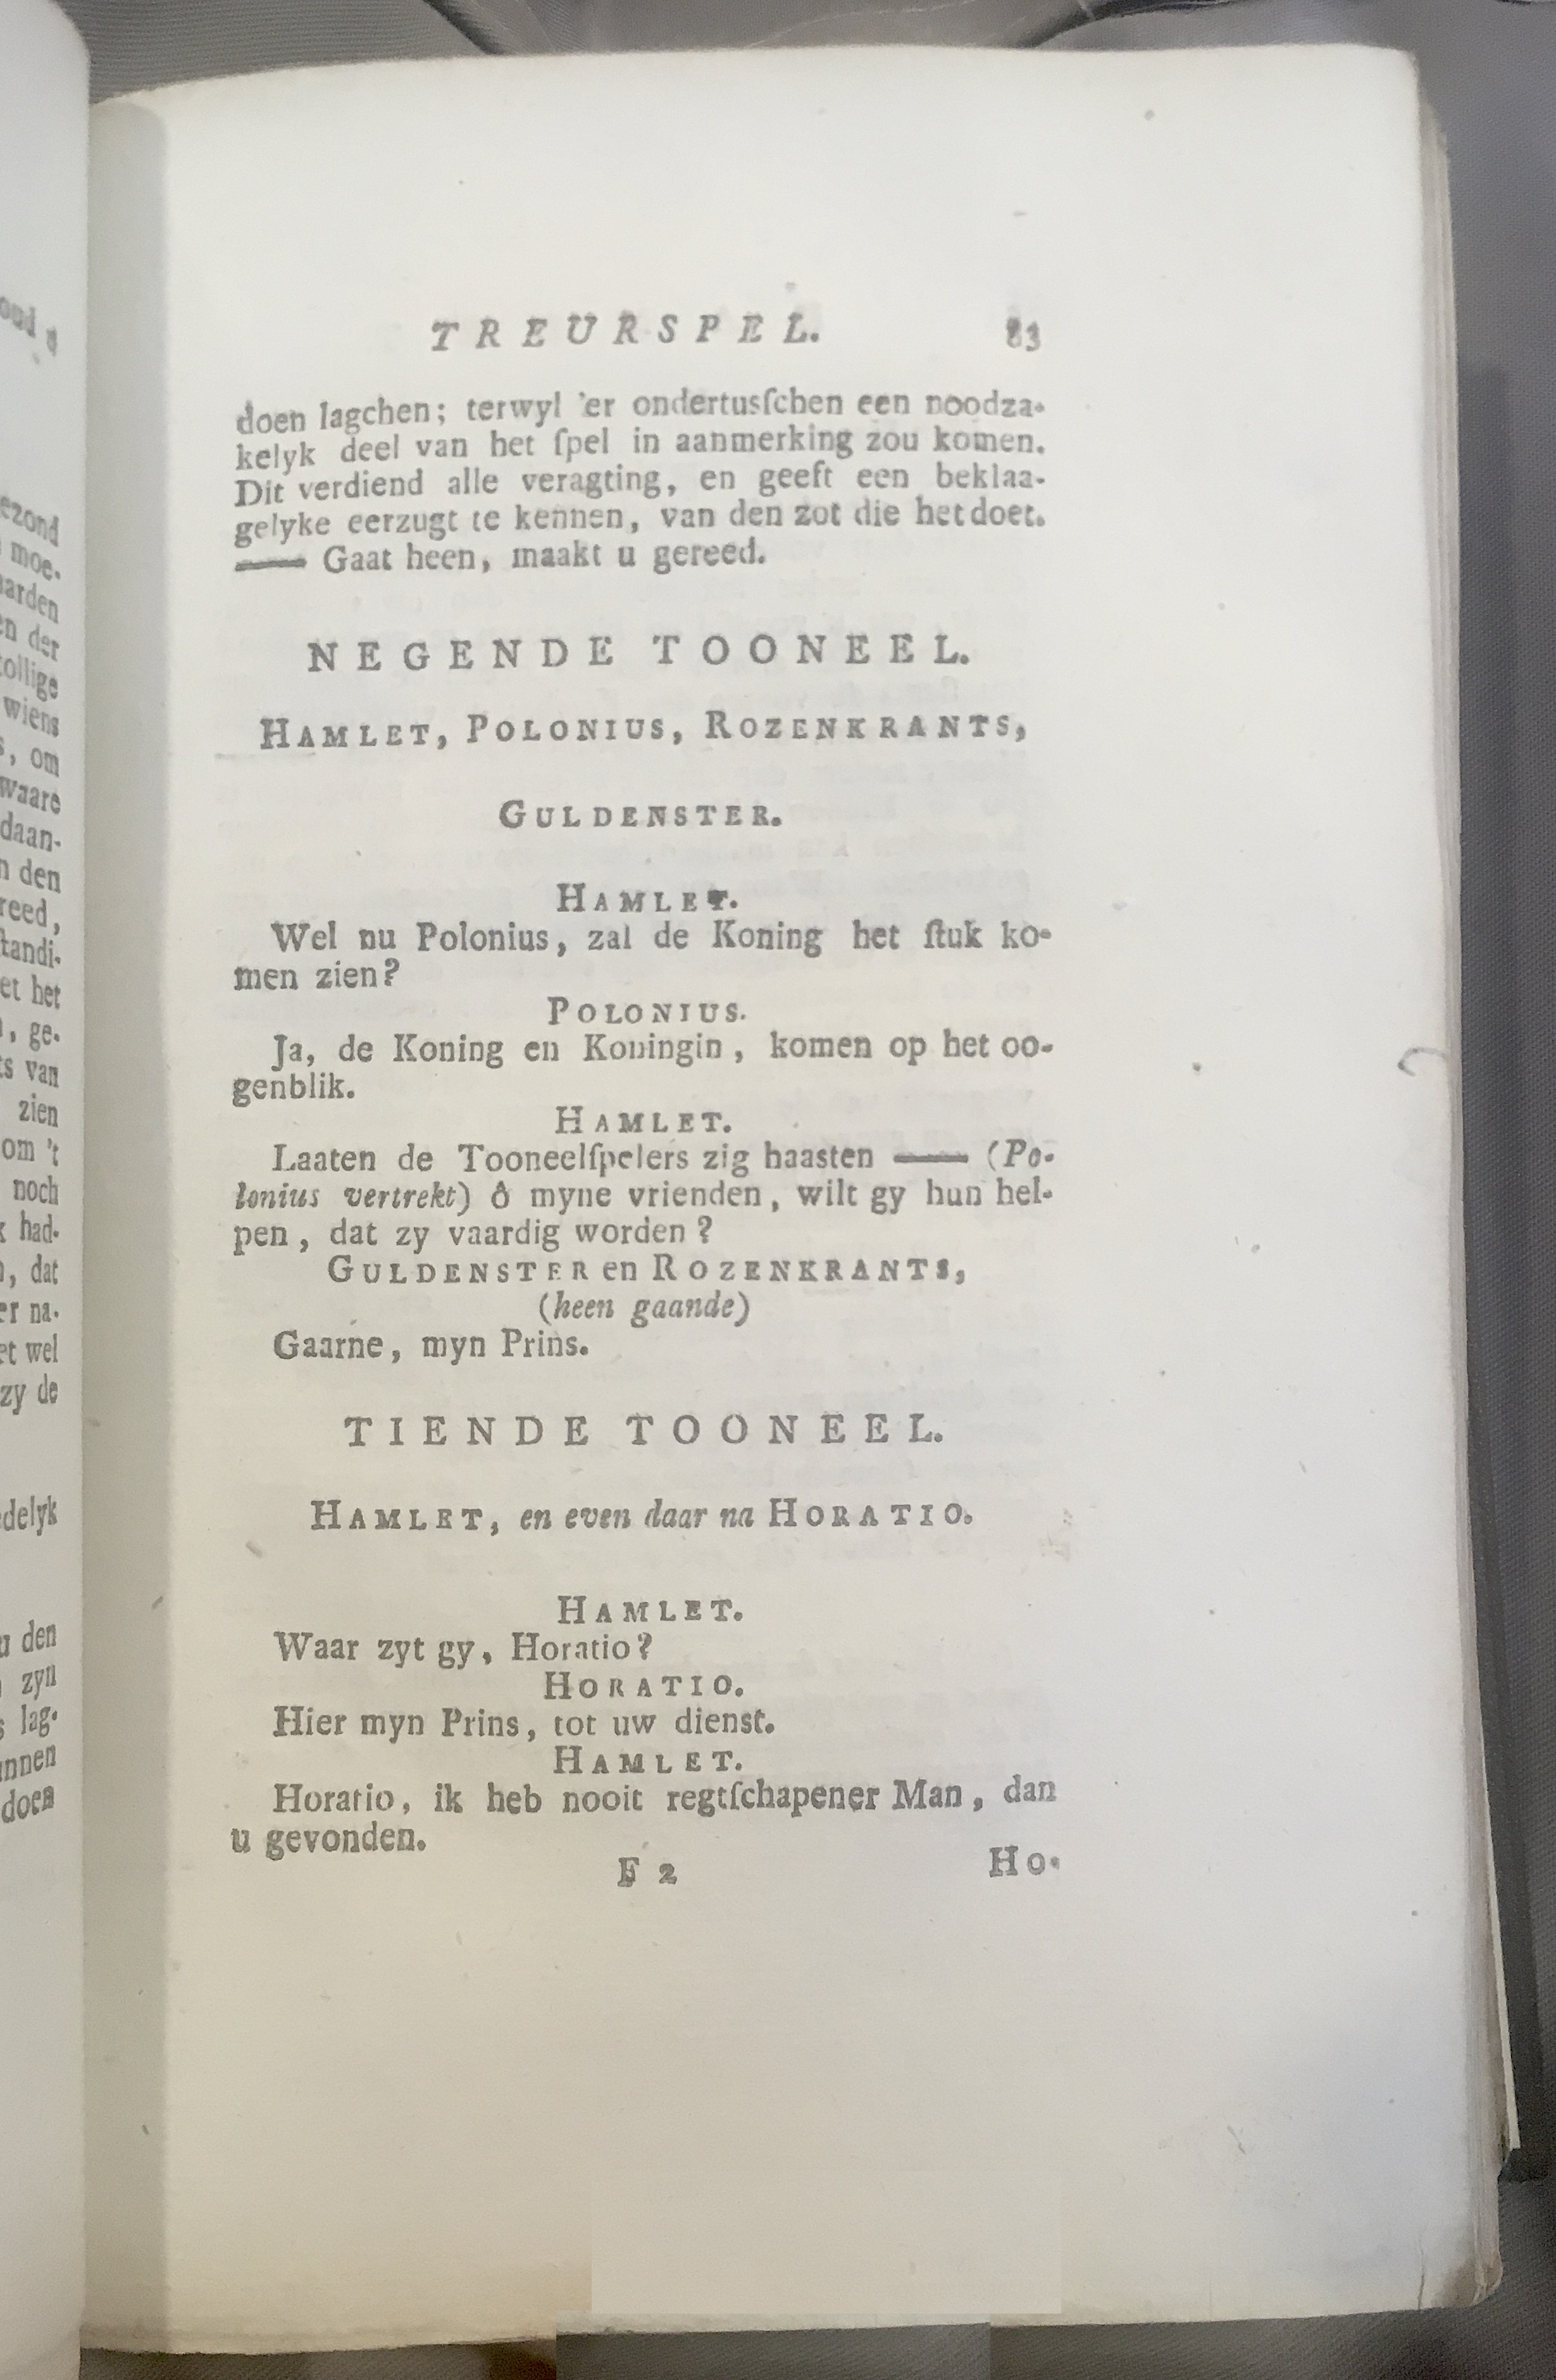 TREURSPEL. 83
doen lagchen; terwyl 'er ondertusſchen een noodza-
kelyk deel van het ſpel in aanmerking zou komen.
Dit verdiend alle veragting, en geeft een beklaa-
gelyke eerzugt te kennen, van den zot die het doet.
—— Gaat heen, maakt u gereed.
NEGENDE TOONEEL.
HAMLET, POLONIUS, ROZENKRANTS,
GULDENSTER.
HAMLET.
Wel nu Polonius, zal de Koning het ſtuk ko-
men zien?
POLONIUS.
Ja, de Koning en Koningin, komen op het oo-
genblik.
HAMLET.
Laaten de Tooneelſpelers zig haasten —— (Po-
lonius vertrekt) ô myne vrienden, wilt gy hun hel-
pen, dat zy vaardig worden?
GULDENSTER en ROZENKRANTS,
(heen gaande)
Gaarne, myn Prins.
TIENDE TOONEEL.
HAMLET, en even daar na HORATIO.
HAMLET.
Waar zyt gy, Horatio?
HORATIO.
Hier myn Prins, tot uw dienst.
HAMLET.
Horatio, ik heb nooit regtſchapener Man, dan
u gevonden.
F 2 Ho-